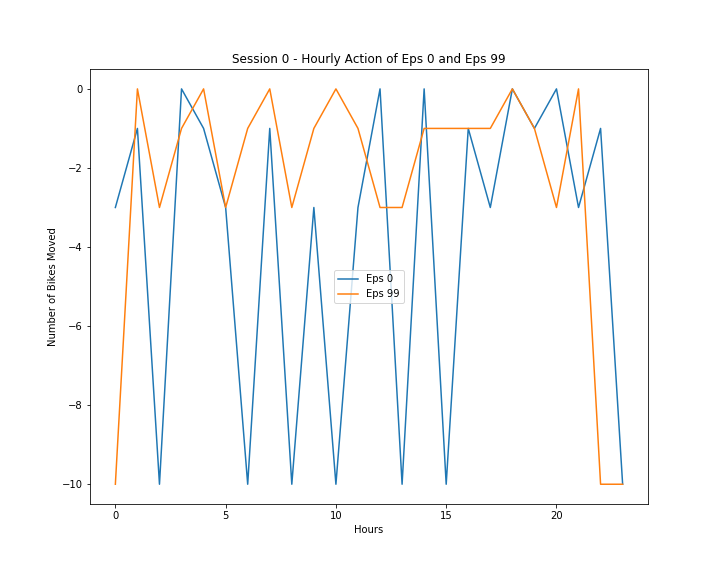 Session 0 - Hourly Action of Eps 0 and Eps 99
Number of Bikes Moved
0
−2
−4
−6
−8
−10
Eps 0
Eps 99
0 5 10 15 20
Hours